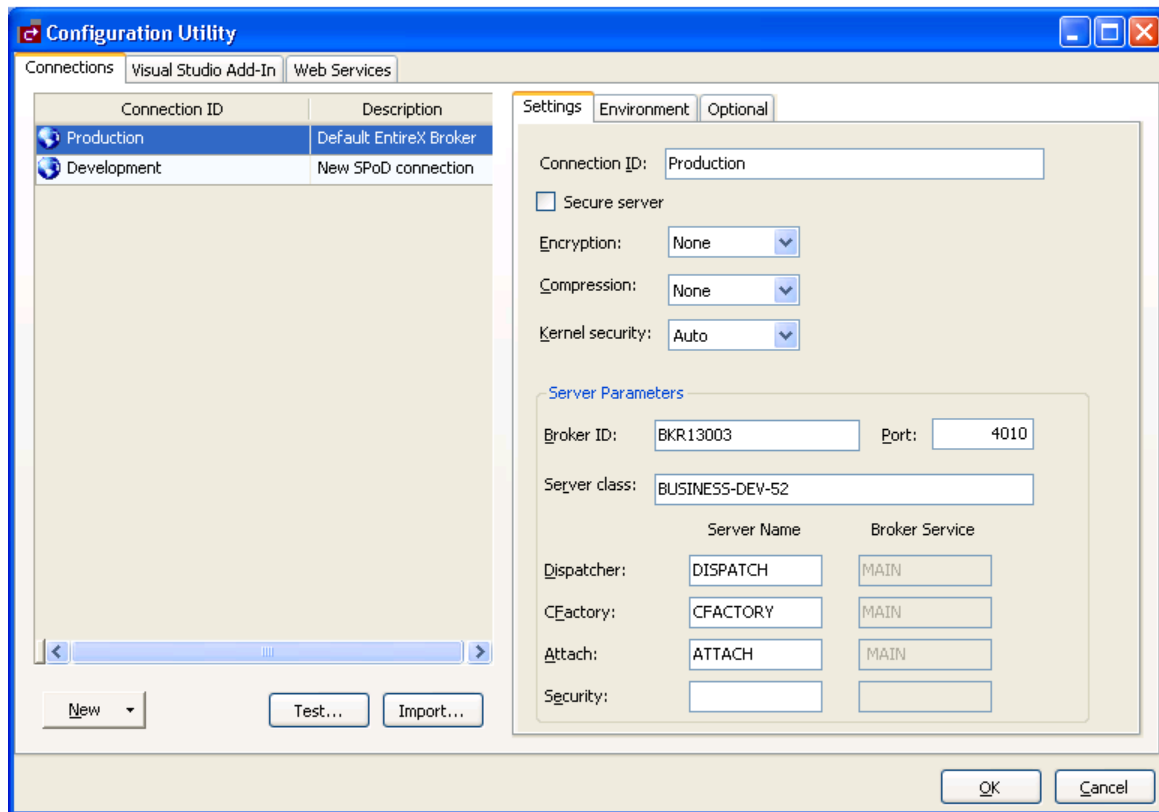 Configuration Utility
Connections Visual Studio Add-In Web Services
Connection ID Description
Production Default EntireX Broker
Development New SPoD connection
New Test... Import...
Settings Environment Optional
Connection ID: Production
Secure server
Encryption: None
Compression: None
Kernel security: Auto
Server Parameters
Broker ID: BKR13003 Port: 4010
Server class: BUSINESS-DEV-52
Server Name Broker Service
Dispatcher: DISPATCH MAIN
CFactory: CFACTORY MAIN
Attach: ATTACH MAIN
Security:
OK Cancel